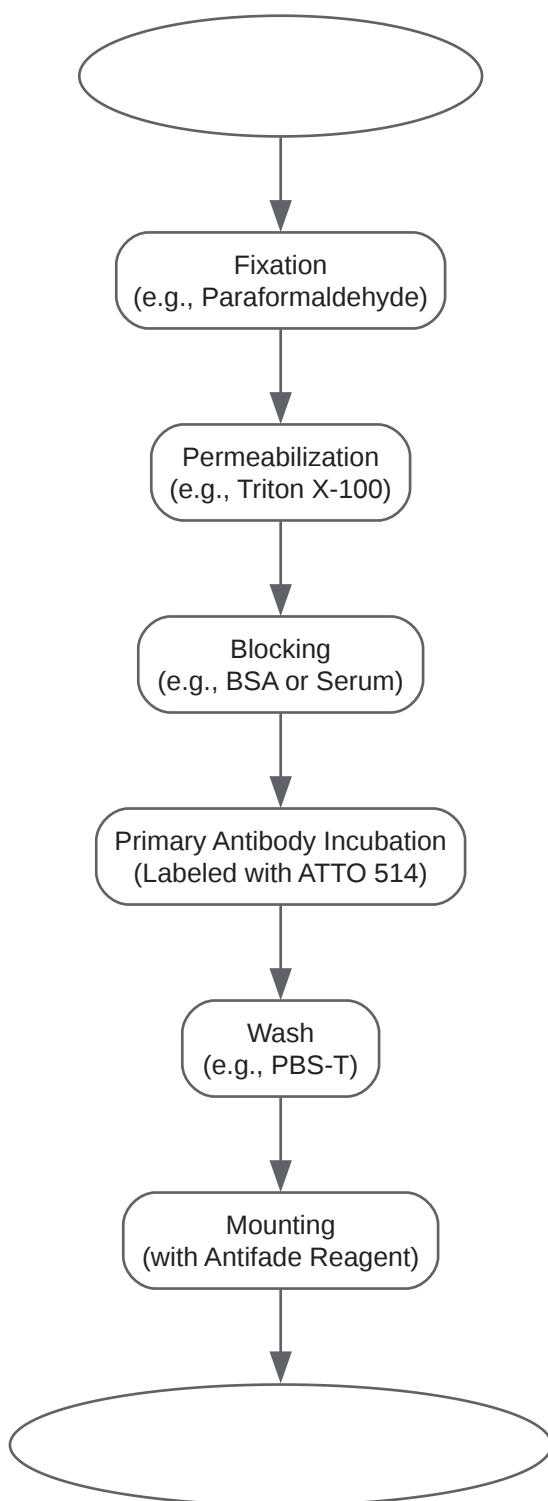 Fixation
(e.g., Paraformaldehyde)
Permeabilization
(e.g., Triton X-100)
Blocking
(e.g., BSA or Serum)
Primary Antibody Incubation
(Labeled with ATTO 514)
Wash
(e.g., PBS-T)
Mounting
(with Antifade Reagent)